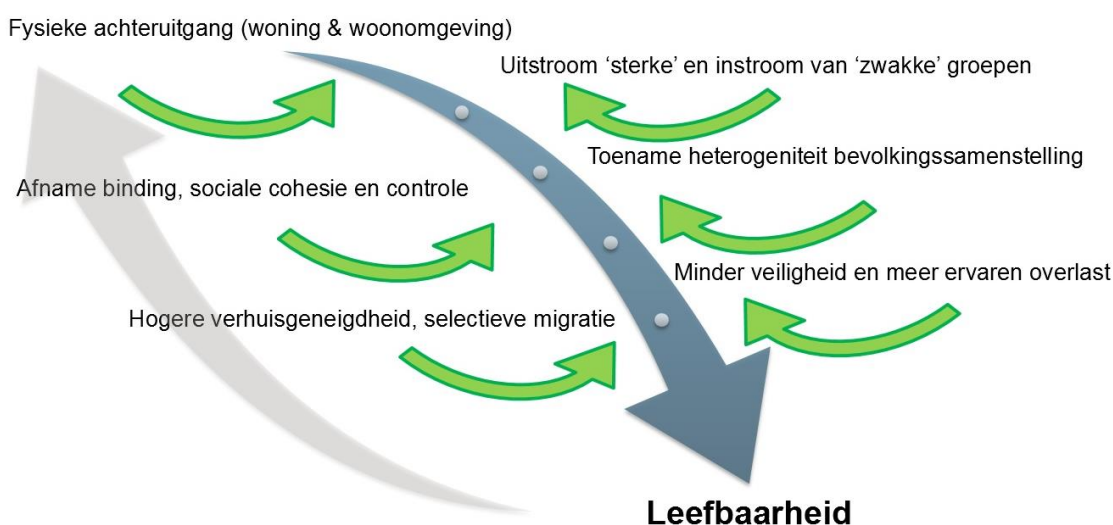 Fysieke achteruitgang (woning & woonomgeving)
Uitstroom ‘sterke’ en instroom van ‘zwakke’ groepen
Toename heterogeniteit bevolkingssamenstelling
Afname binding, sociale cohesie en controle
Minder veiligheid en meer ervaren overlast
Hogere verhuisgeneigdheid, selectieve migratie
Leefbaarheid